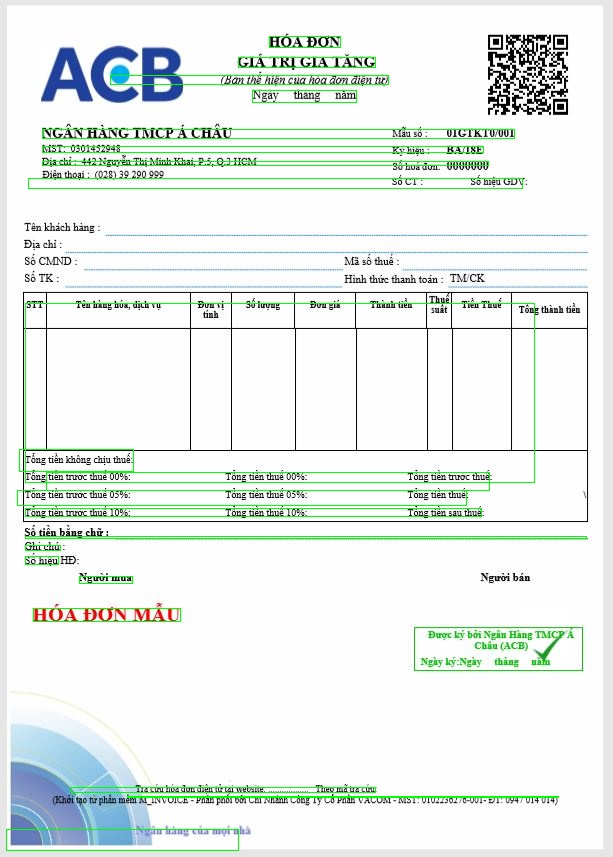 ACB
HÓA ĐƠN
GIÁ TRỊ GIA TĂNG
(Bản thể hiện của hóa đơn điện tử)
Ngày tháng năm
NGÂN HÀNG TMCP Á CHÂU
MST: 0301452948
Địa chỉ : 442 Nguyễn Thị Minh Khai, P.5, Q.3 HCM
Điện thoại : (028) 39 290 999
Mẫu số : 01GTKT0/001
Ký hiệu : BA/18E
Số hoá đơn: 0000000
Số CT : Số hiệu GDV:
Tên khách hàng :
Địa chỉ :
Số CMND : Mã số thuế :
Số TK : Hình thức thanh toán : TM/CK
STT Tên hàng hóa, dịch vụ Đơn vị tính Số lượng Đơn giá Thành tiền Thuế suất Tiền Thuế Tổng thành tiền
Tổng tiền không chịu thuế:
Tổng tiền trước thuế 00%: Tổng tiền thuế 00%: Tổng tiền trước thuế:
Tổng tiền trước thuế 05%: Tổng tiền thuế 05%: Tổng tiền thuế: \
Tổng tiền trước thuế 10%: Tổng tiền thuế 10%: Tổng tiền sau thuế:
Số tiền bằng chữ :
Ghi chú :
Số hiệu HĐ:
Người mua Người bán
HÓA ĐƠN MẪU
Được ký bởi Ngân Hàng TMCP Á
Châu (ACB)
Ngày ký:Ngày tháng năm
Tra cứu hóa đơn điện tử tại website: .................. Theo mã tra cứu
(Khởi tạo từ phần mềm M_INVOICE - Phân phối bởi Chi Nhánh Công Ty Cổ Phần VACOM - MST: 0102236276-001- ĐT: 0947 014 014)
Ngân hàng của mọi nhà